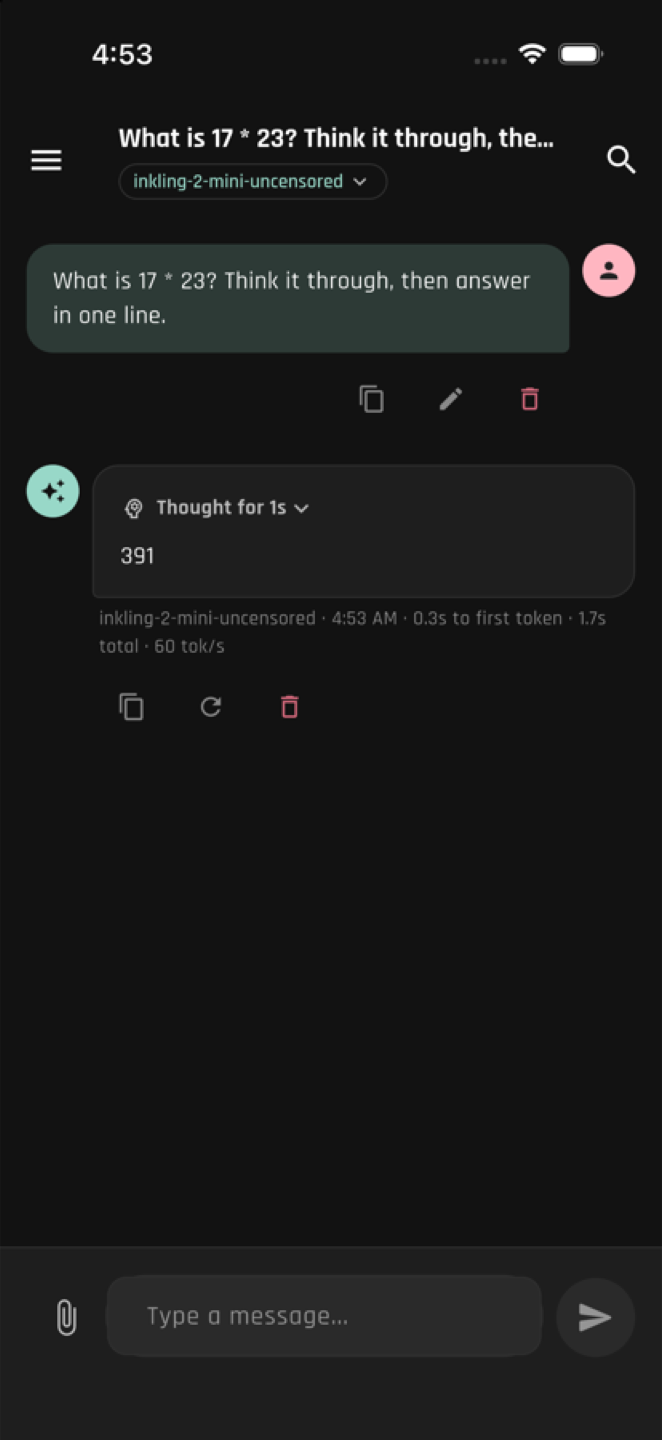 4:53
What is 17 * 23? Think it through, the...
inkling-2-mini-uncensored
What is 17 * 23? Think it through, then answer
in one line.
Thought for 1s
391
inkling-2-mini-uncensored · 4:53 AM · 0.3s to first token · 1.7s
total · 60 tok/s
Type a message...